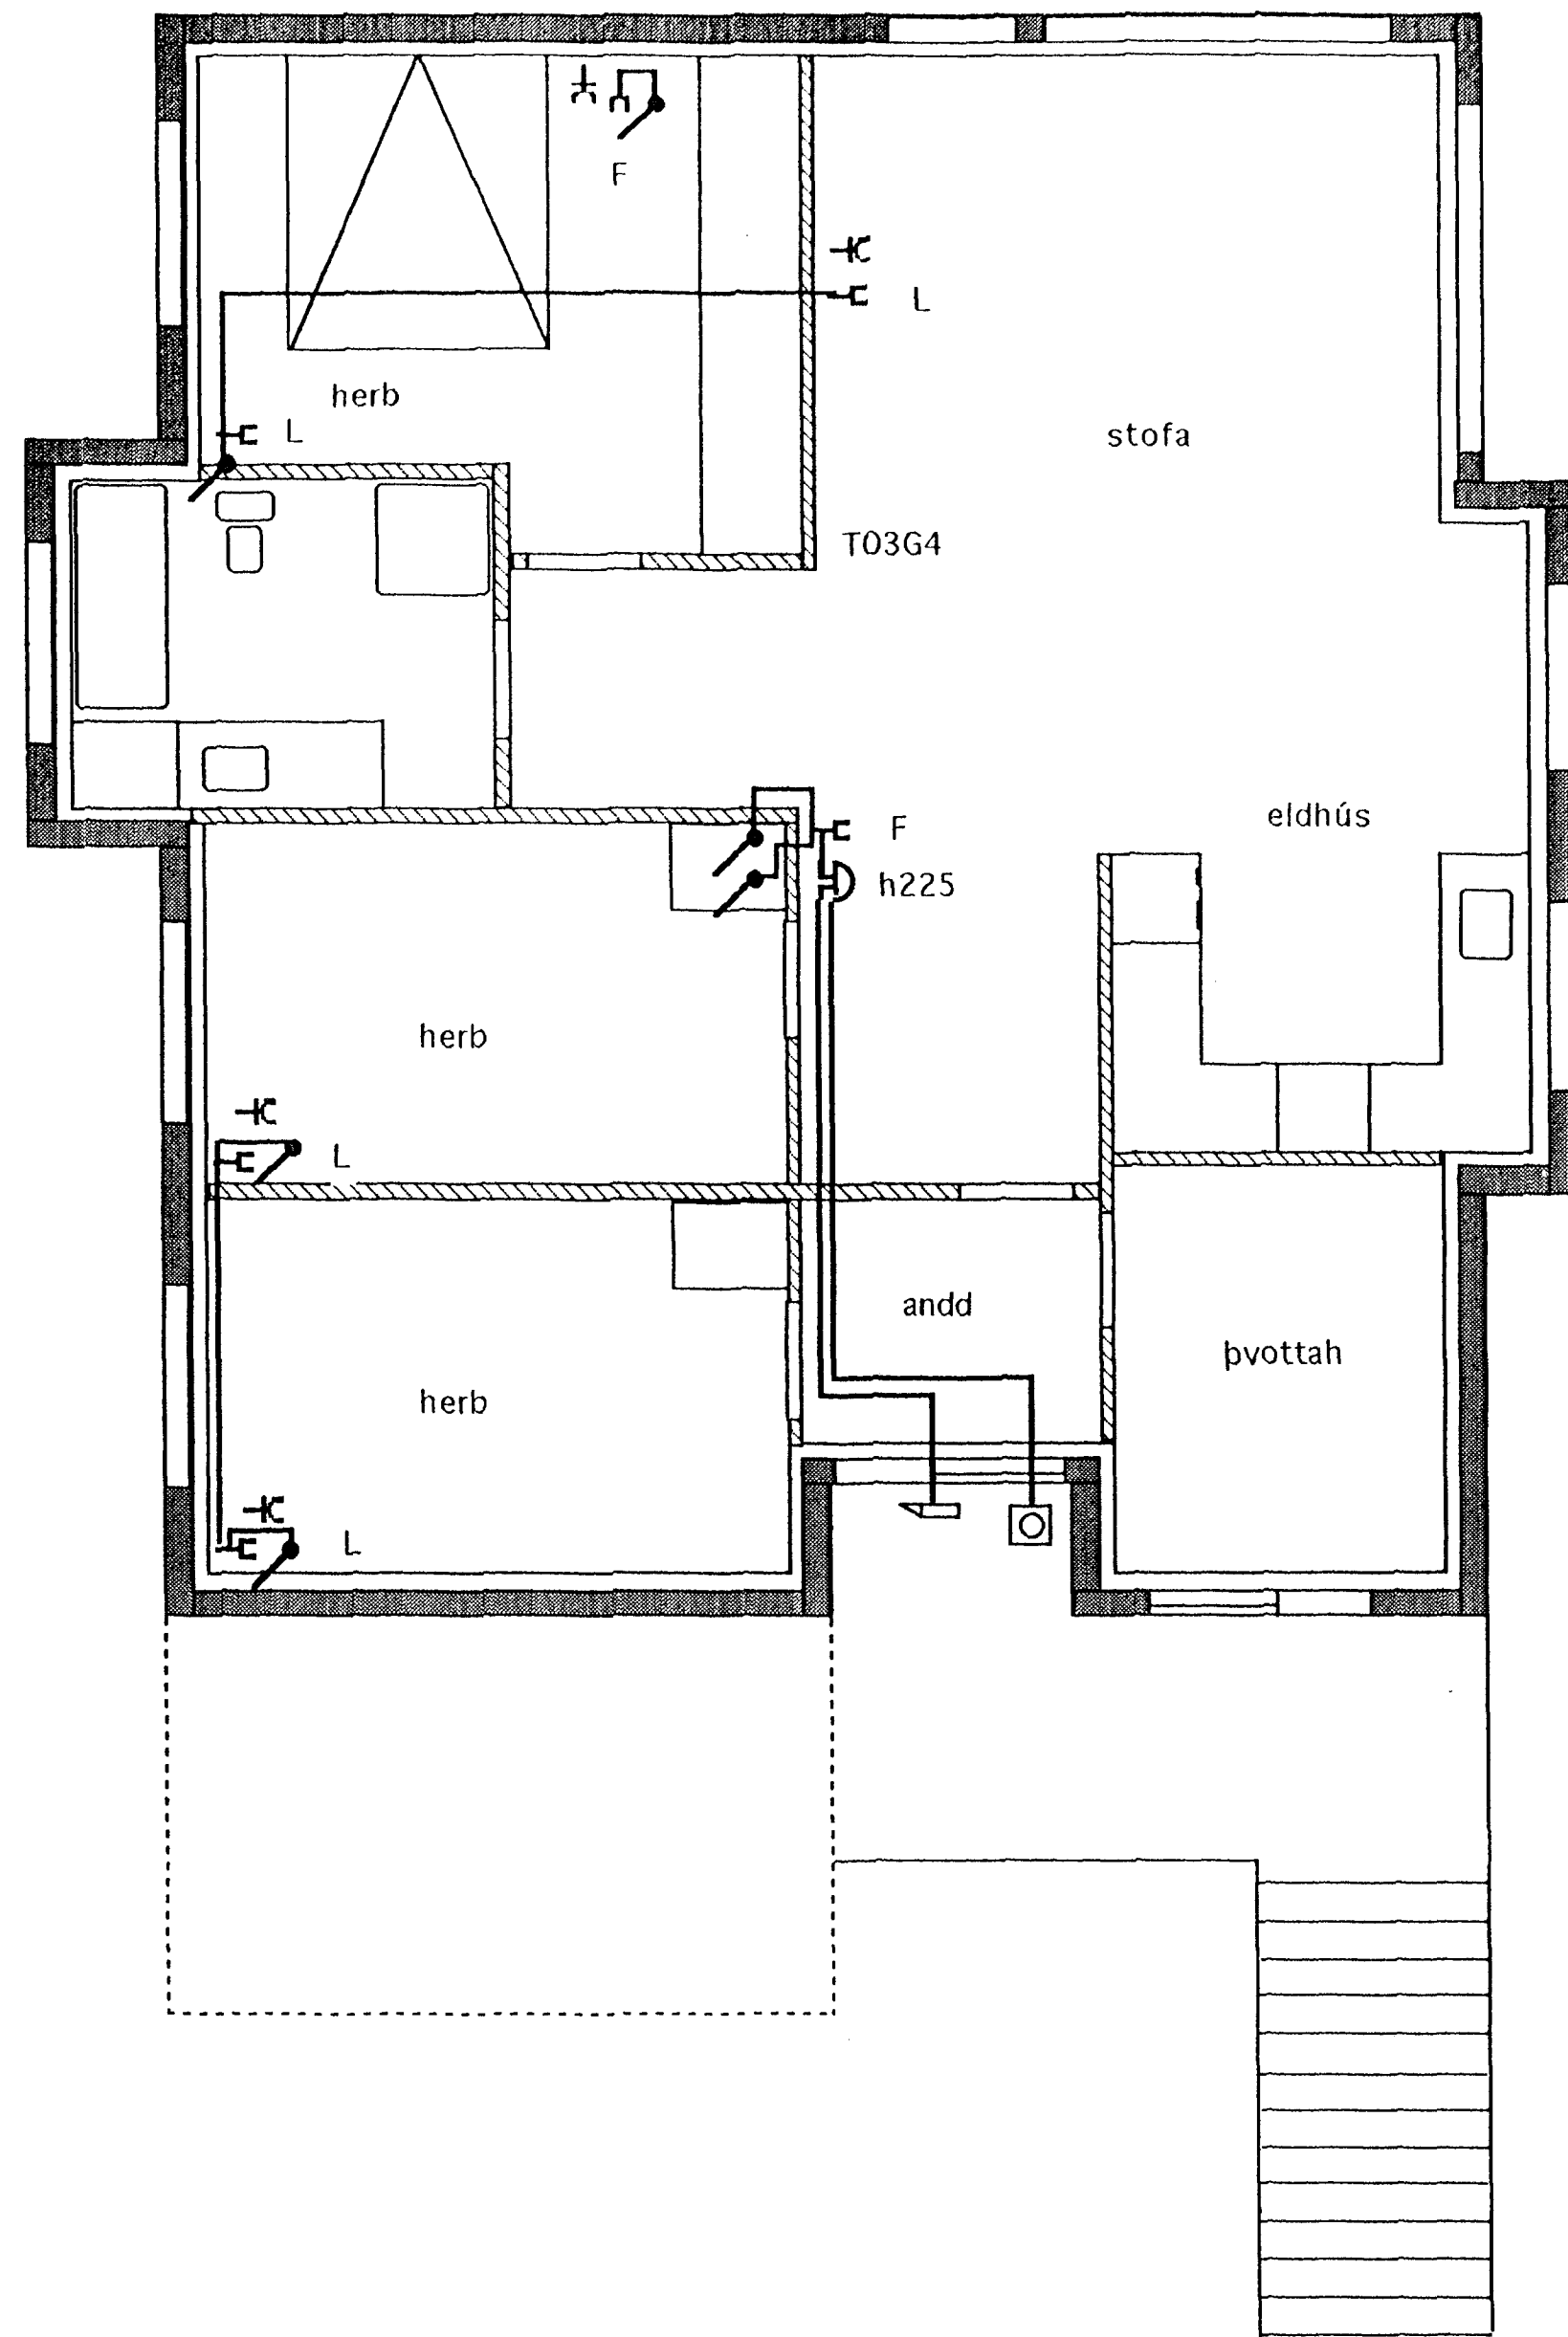 F
L
herb
L
stofa
T03G4
eldhús
F
h225
herb
L
andd
þvottah
herb
L